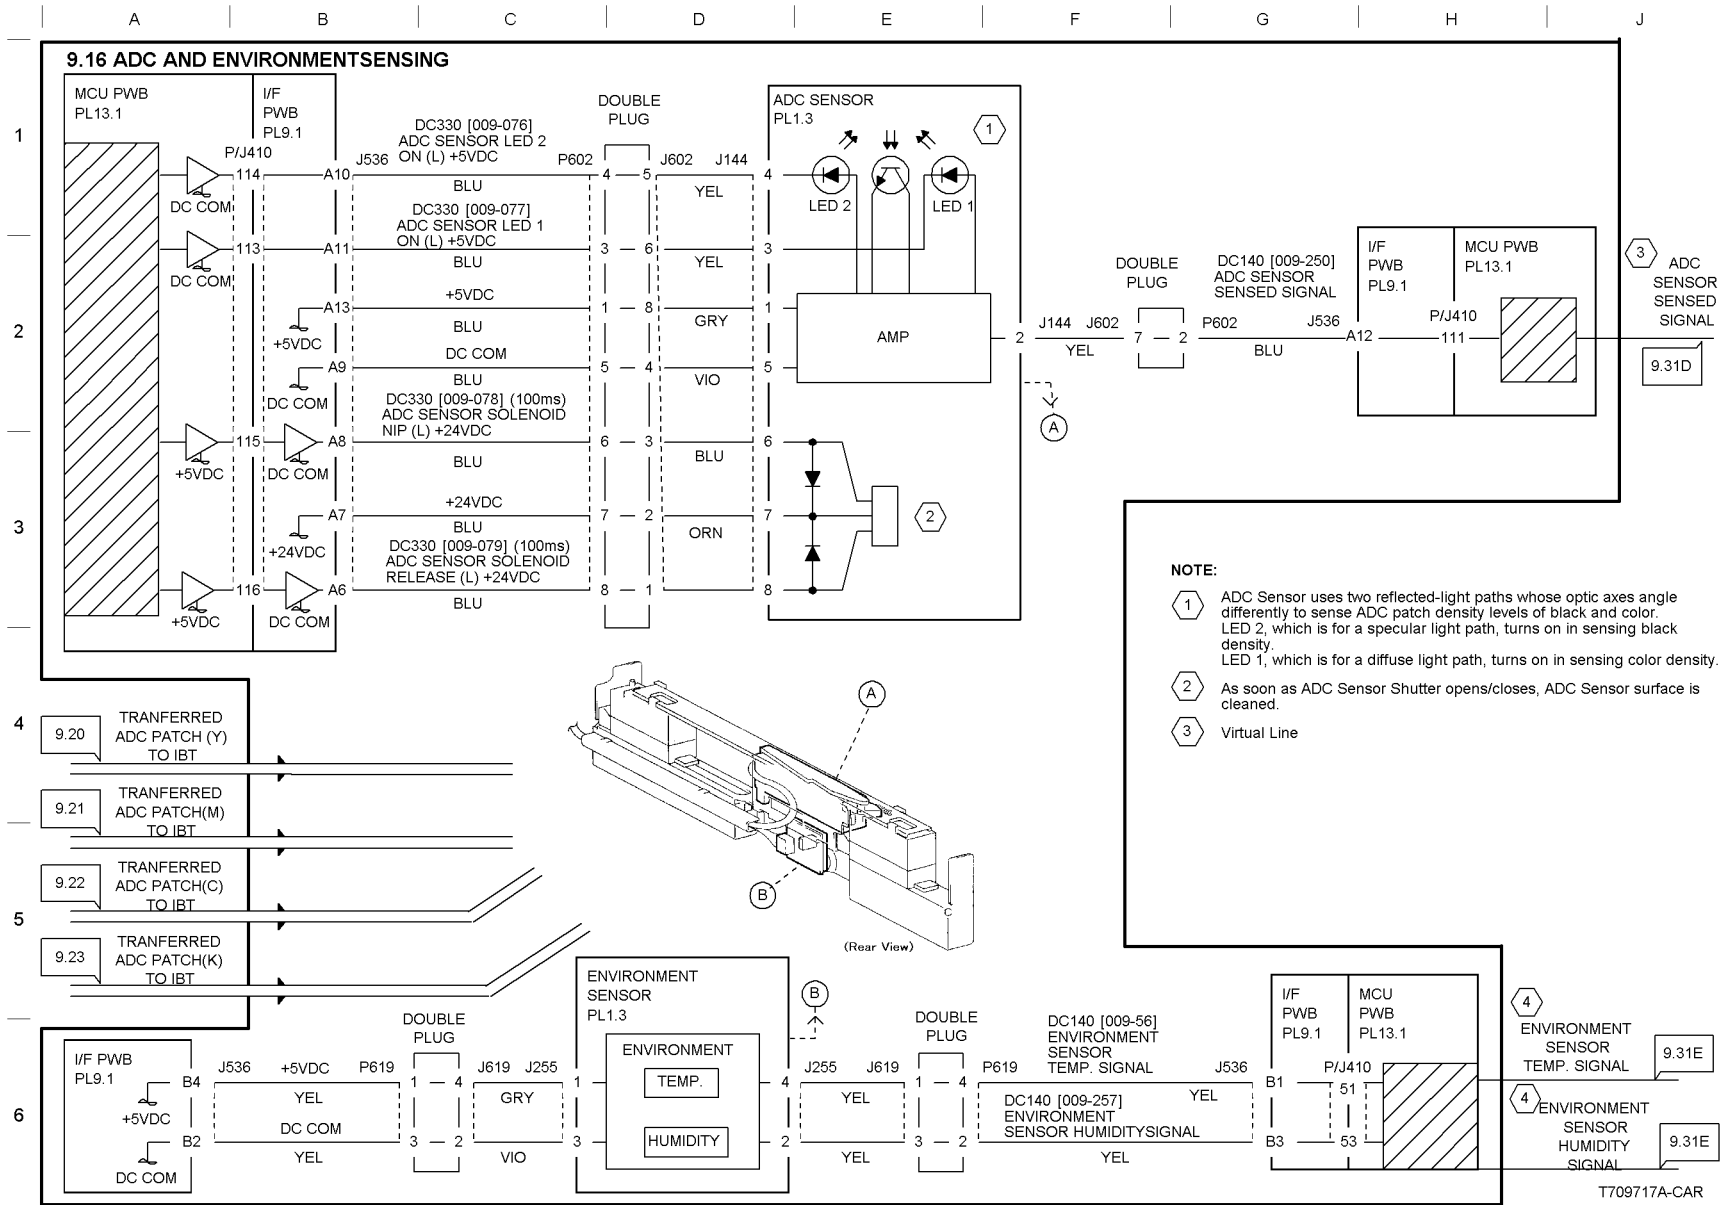 A B C D E F G H J
1
2
3
4
5
6
9.16 ADC AND ENVIRONMENTSENSING
MCU PWB
PL13.1
I/F
PWB
PL9.1
P/J410
J536
DC330 [009-076]
ADC SENSOR LED 2
ON (L) +5VDC
P602
DOUBLE
PLUG
J602
J144
ADC SENSOR
PL1.3
1
114
A10
BLU
4
5
YEL
4
DC COM
LED 2
LED 1
DC330 [009-077]
ADC SENSOR LED 1
ON (L) +5VDC
113
A11
BLU
3
6
YEL
3
DC COM
+5VDC
A13
BLU
1
8
GRY
1
+5VDC
AMP
DC COM
A9
BLU
5
4
VIO
5
DC COM
DC330 [009-078] (100ms)
ADC SENSOR SOLENOID
NIP (L) +24VDC
115
A8
BLU
6
3
BLU
6
+5VDC
DC COM
+24VDC
A7
BLU
7
2
ORN
7
2
+24VDC
DC330 [009-079] (100ms)
ADC SENSOR SOLENOID
RELEASE (L) +24VDC
116
A6
BLU
8
1
8
+5VDC
DC COM
2
J144
J602
YEL
DOUBLE
PLUG
7
2
P602
DC140 [009-250]
ADC SENSOR
SENSED SIGNAL
J536
BLU
A12
I/F
PWB
PL9.1
MCU PWB
PL13.1
P/J410
111
3
ADC
SENSOR
SENSED
SIGNAL
9.31D
A
NOTE:
1
ADC Sensor uses two reflected-light paths whose optic axes angle
differently to sense ADC patch density levels of black and color.
LED 2, which is for a specular light path, turns on in sensing black
density.
LED 1, which is for a diffuse light path, turns on in sensing color density.
2
As soon as ADC Sensor Shutter opens/closes, ADC Sensor surface is
cleaned.
3
Virtual Line
9.20
TRANFERRED
ADC PATCH (Y)
TO IBT
9.21
TRANFERRED
ADC PATCH(M)
TO IBT
9.22
TRANFERRED
ADC PATCH(C)
TO IBT
9.23
TRANFERRED
ADC PATCH(K)
TO IBT
A
B
(Rear View)
I/F PWB
PL9.1
B4
+5VDC
B2
DC COM
J536
+5VDC
P619
YEL
DC COM
YEL
DOUBLE
PLUG
1
4
3
2
J619
J255
GRY
VIO
1
3
ENVIRONMENT
SENSOR
PL1.3
ENVIRONMENT
TEMP.
HUMIDITY
4
2
B
J255
J619
YEL
YEL
DOUBLE
PLUG
1
4
3
2
P619
DC140 [009-56]
ENVIRONMENT
SENSOR
TEMP. SIGNAL
J536
YEL
DC140 [009-257]
ENVIRONMENT
SENSOR HUMIDITYSIGNAL
YEL
I/F
PWB
PL9.1
MCU
PWB
PL13.1
B1
B3
P/J410
51
53
4
ENVIRONMENT
SENSOR
TEMP. SIGNAL
9.31E
4
ENVIRONMENT
SENSOR
HUMIDITY
SIGNAL
9.31E
T709717A-CAR